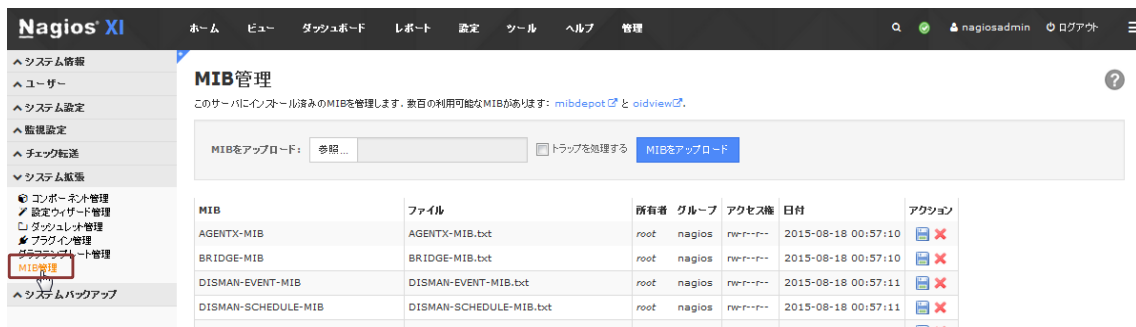 Nagios® XI ホーム ビュー ダッシュボード レポート 設定 ツール ヘルプ 管理 nagiosadmin ログアウト
システム情報
ユーザー
システム設定
監視設定
チェック転送
システム拡張
コンポーネント管理
設定ウィザード管理
ダッシュレット管理
プラグイン管理
グラフテンプレート管理
MIB管理
システムバックアップ
MIB管理
このサーバにインストール済みのMIBを管理します. 数百の利用可能なMIBがあります: mibdepot と oidview.
MIBをアップロード: 参照... トラップを処理する MIBをアップロード
MIB ファイル 所有者 グループ アクセス権 日付 アクション
AGENTX-MIB AGENTX-MIB.txt root nagios rw-r--r-- 2015-08-18 00:57:10
BRIDGE-MIB BRIDGE-MIB.txt root nagios rw-r--r-- 2015-08-18 00:57:10
DISMAN-EVENT-MIB DISMAN-EVENT-MIB.txt root nagios rw-r--r-- 2015-08-18 00:57:11
DISMAN-SCHEDULE-MIB DISMAN-SCHEDULE-MIB.txt root nagios rw-r--r-- 2015-08-18 00:57:11